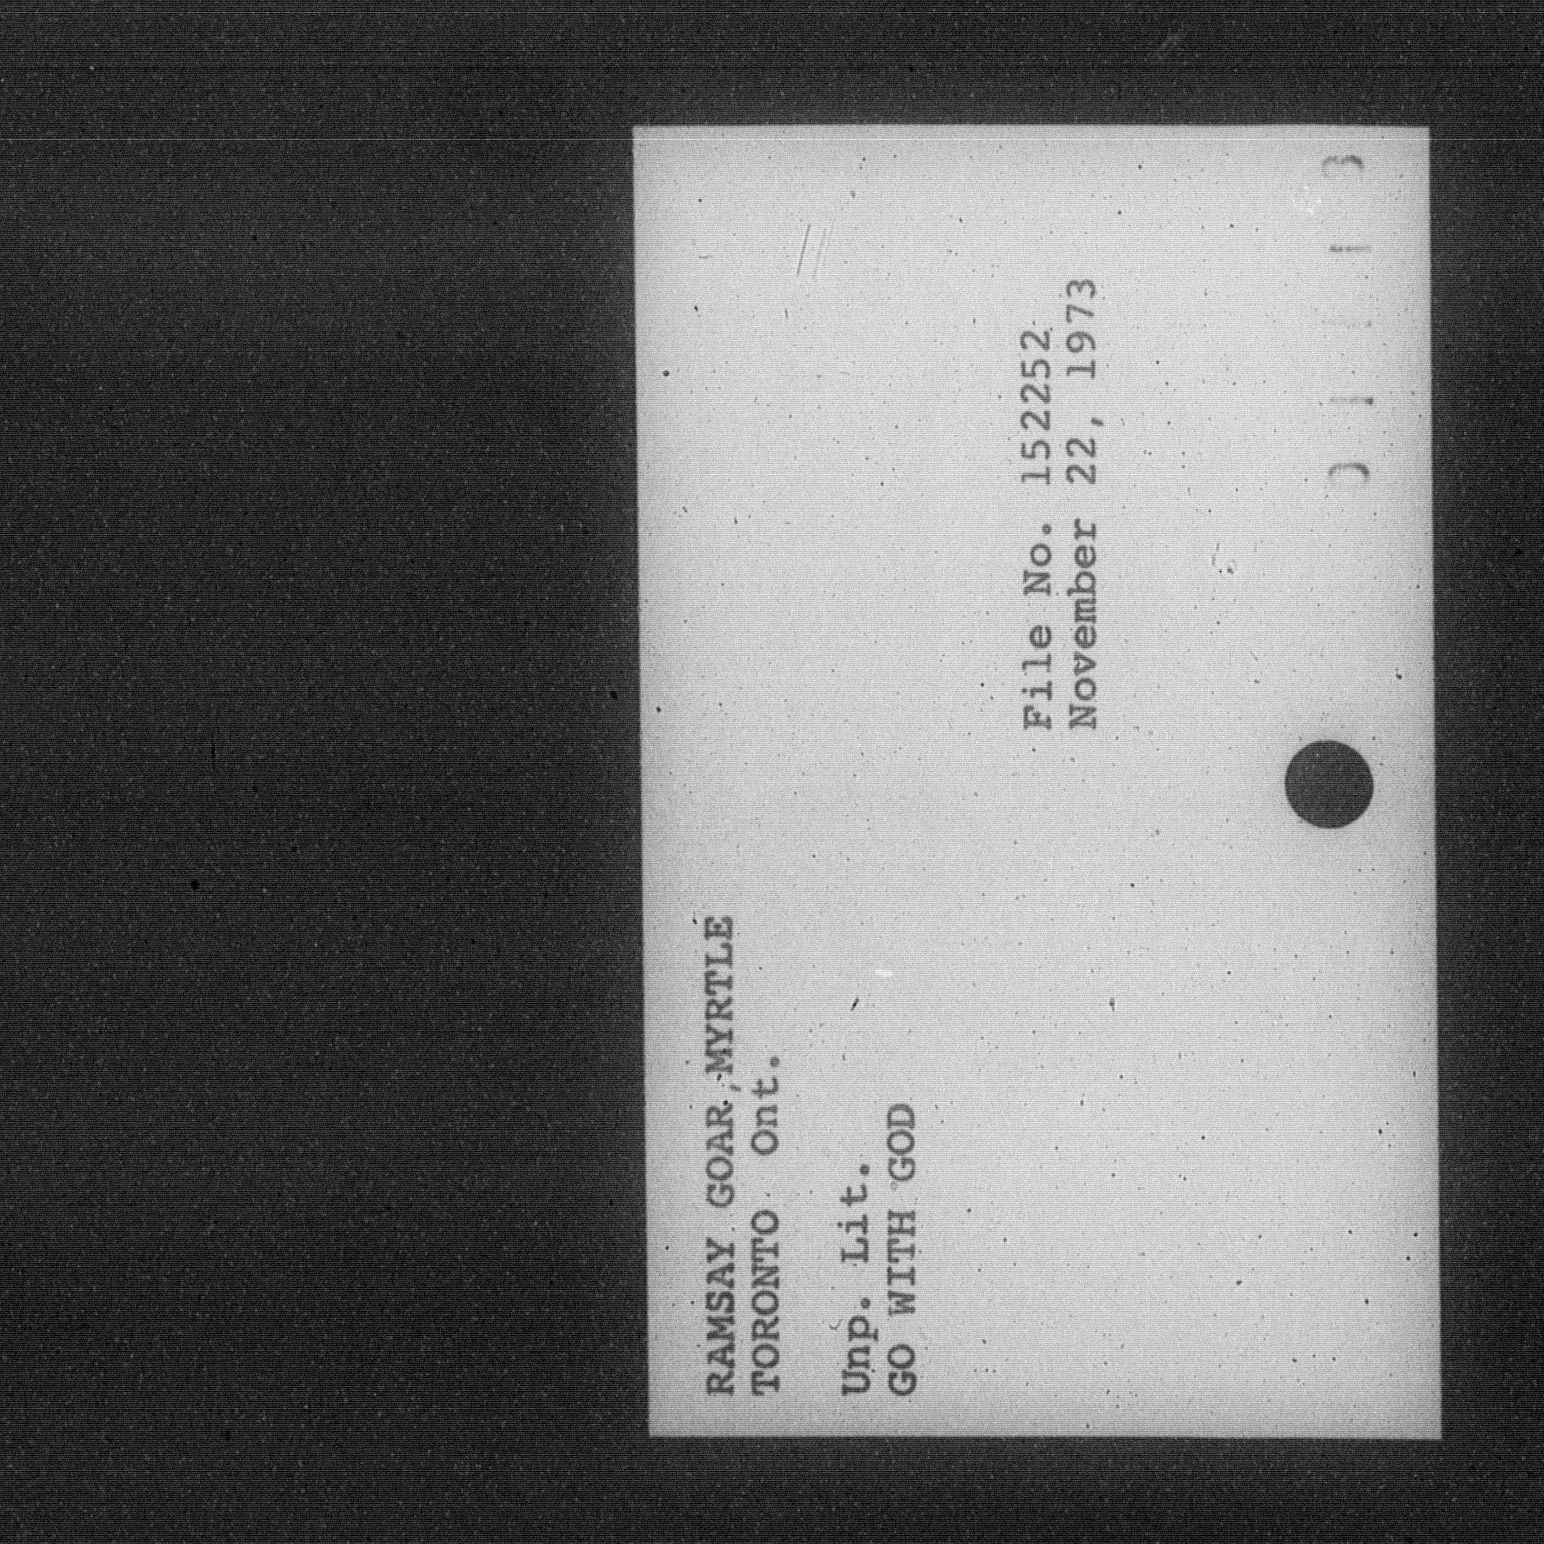 RAMSAY GOAR, MYRTLE
TORONTO Ont.
Unp. Lit.
GO WITH GOD
File No. 152252
November 22, 1973